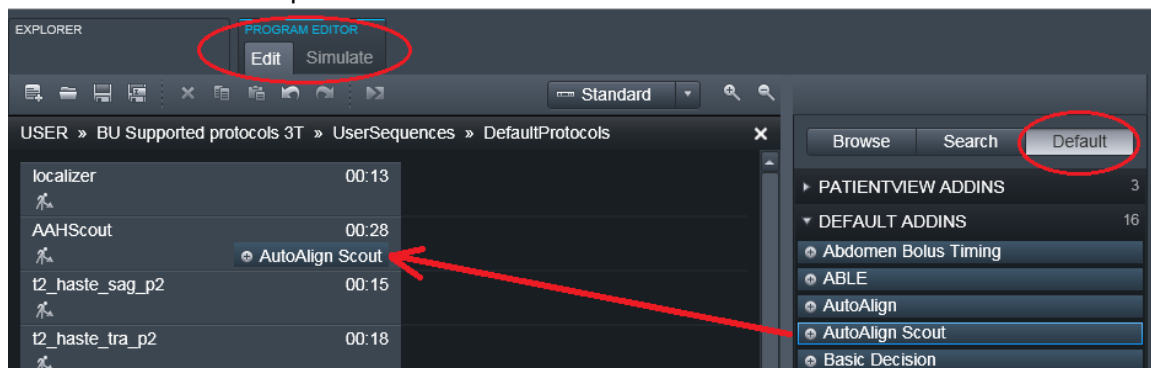 EXPLORER
PROGRAM EDITOR
Edit Simulate
Standard
USER » BU Supported protocols 3T » UserSequences » DefaultProtocols
Browse Search Default
localizer 00:13
PATIENTVIEW ADDINS 3
AAHScout 00:28
AutoAlign Scout
DEFAULT ADDINS 16
Abdomen Bolus Timing
t2_haste_sag_p2 00:15
ABLE
AutoAlign
t2_haste_tra_p2 00:18
AutoAlign Scout
Basic Decision